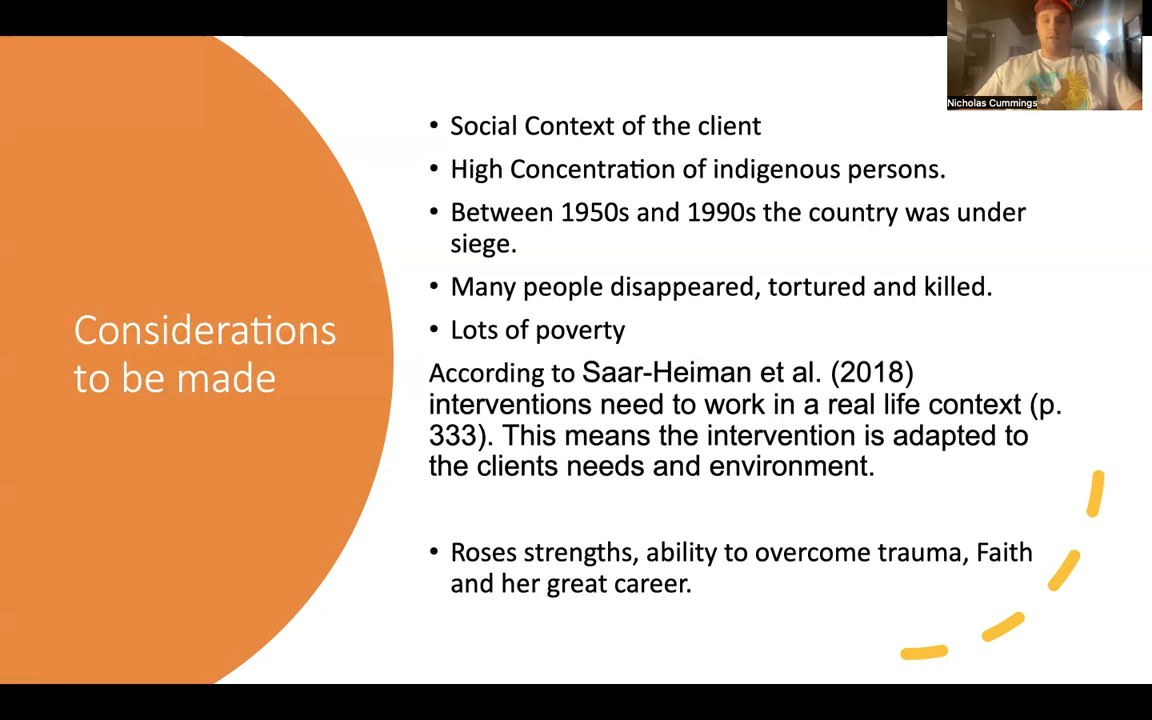 Nicholas Cummings
Considerations
to be made
• Social Context of the client
• High Concentration of indigenous persons.
• Between 1950s and 1990s the country was under
siege.
• Many people disappeared, tortured and killed.
• Lots of poverty
According to Saar-Heiman et al. (2018)
interventions need to work in a real life context (p.
333). This means the intervention is adapted to
the clients needs and environment.
• Roses strengths, ability to overcome trauma, Faith
and her great career.